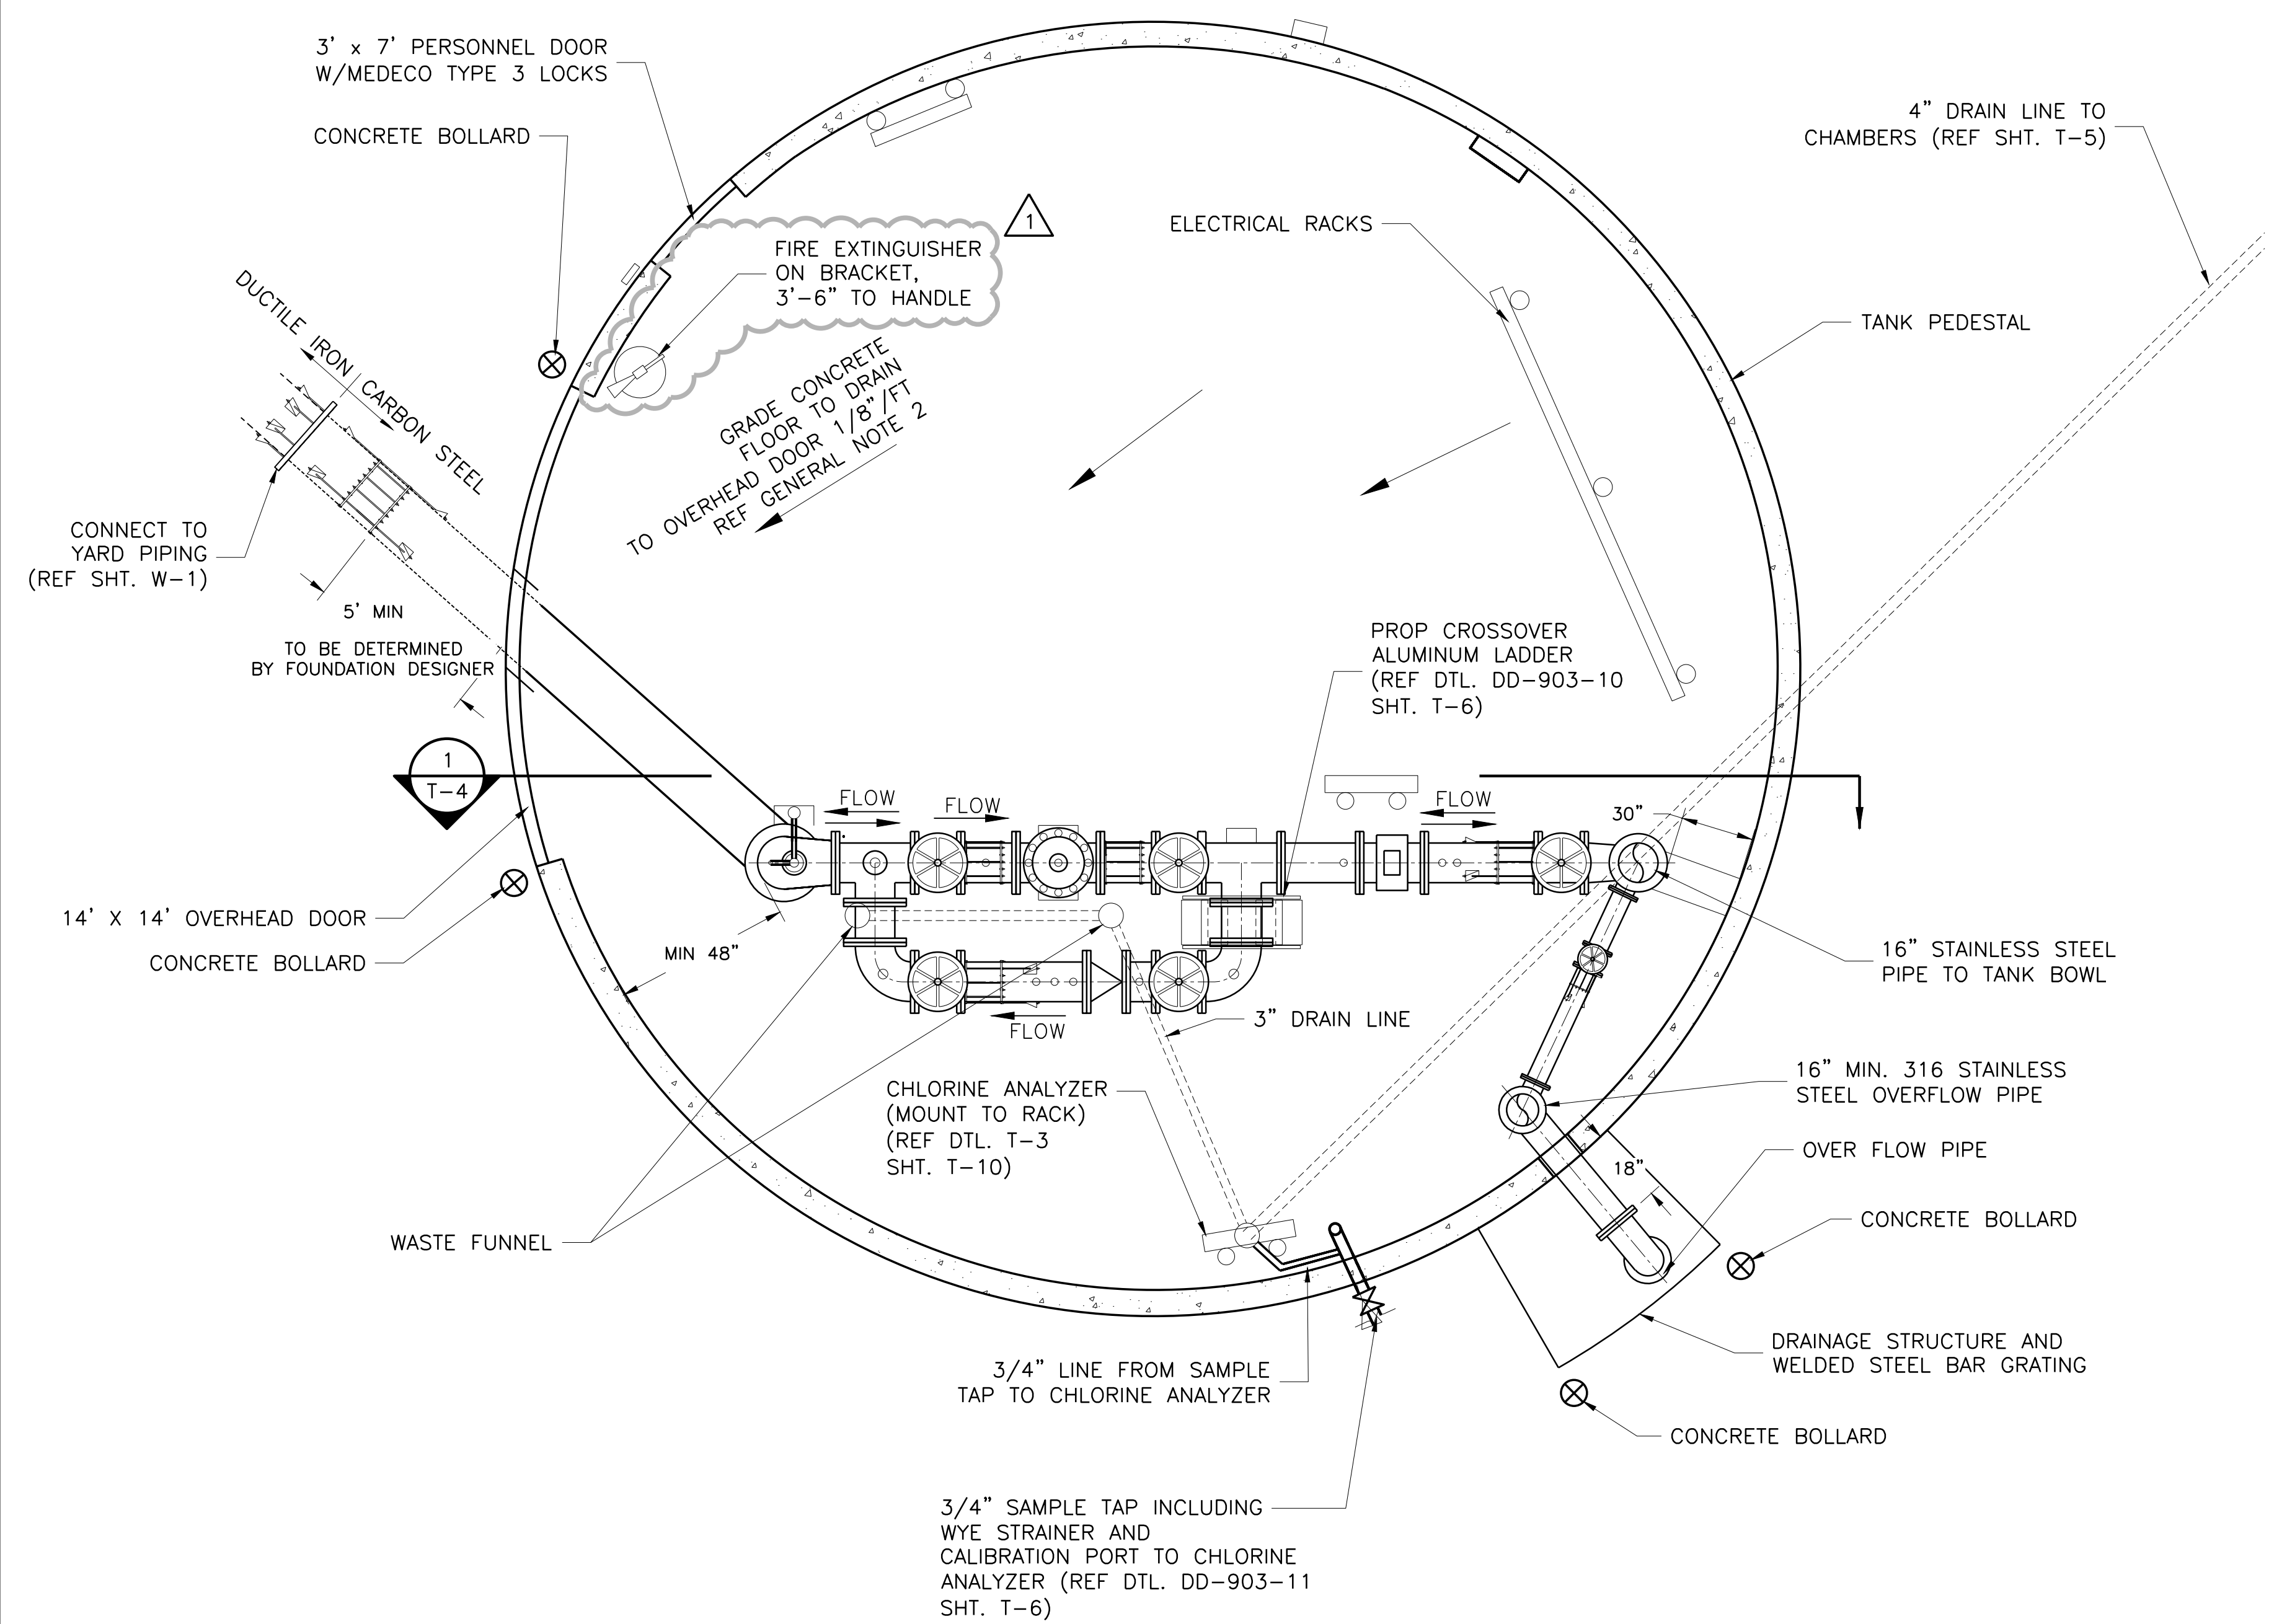 3' x 7' PERSONNEL DOOR
W/MEDECO TYPE 3 LOCKS
CONCRETE BOLLARD
4" DRAIN LINE TO
CHAMBERS (REF SHT. T-5)
1
FIRE EXTINGUISHER
ON BRACKET,
3'-6" TO HANDLE
ELECTRICAL RACKS
TANK PEDESTAL
DUCTILE IRON
CARBON STEEL
GRADE CONCRETE
FLOOR TO DRAIN
TO OVERHEAD DOOR 1/8"/FT
REF GENERAL NOTE 2
CONNECT TO
YARD PIPING
(REF SHT. W-1)
5' MIN
TO BE DETERMINED
BY FOUNDATION DESIGNER
PROP CROSSOVER
ALUMINUM LADDER
(REF DTL. DD-903-10
SHT. T-6)
1
T-4
FLOW
FLOW
FLOW
30"
14' X 14' OVERHEAD DOOR
CONCRETE BOLLARD
MIN 48"
16" STAINLESS STEEL
PIPE TO TANK BOWL
FLOW
3" DRAIN LINE
CHLORINE ANALYZER
(MOUNT TO RACK)
(REF DTL. T-3
SHT. T-10)
16" MIN. 316 STAINLESS
STEEL OVERFLOW PIPE
OVER FLOW PIPE
18"
WASTE FUNNEL
CONCRETE BOLLARD
DRAINAGE STRUCTURE AND
WELDED STEEL BAR GRATING
3/4" LINE FROM SAMPLE
TAP TO CHLORINE ANALYZER
CONCRETE BOLLARD
3/4" SAMPLE TAP INCLUDING
WYE STRAINER AND
CALIBRATION PORT TO CHLORINE
ANALYZER (REF DTL. DD-903-11
SHT. T-6)